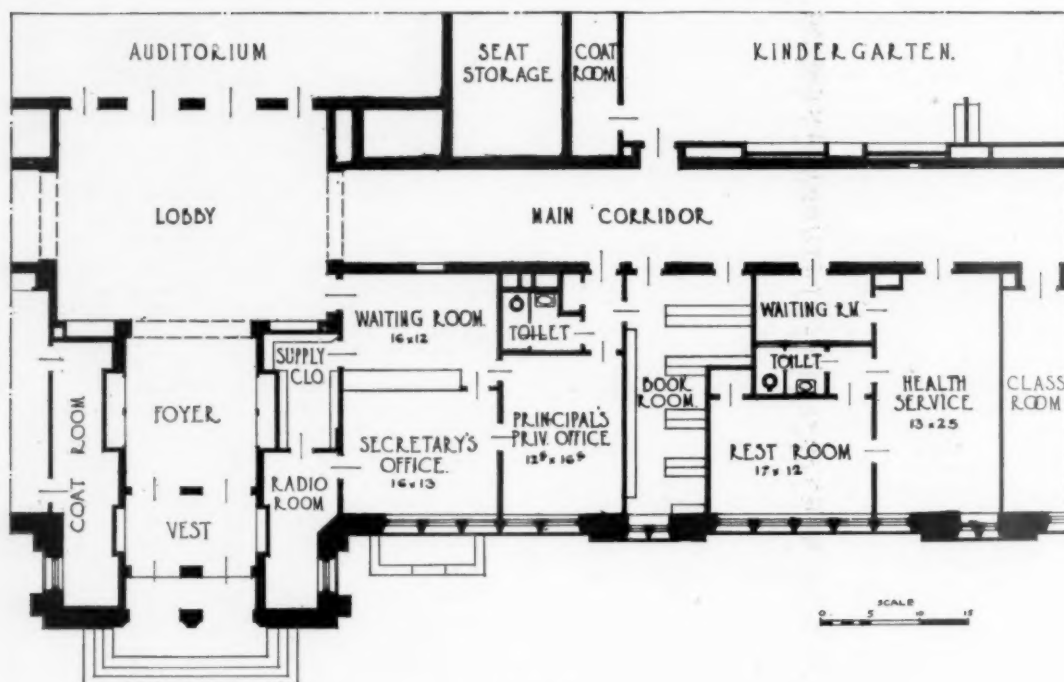 AUDITORIUM
SEAT
STORAGE
COAT
ROOM
KINDERGARTEN.
LOBBY
MAIN CORRIDOR
WAITING ROOM.
16 x 12
TOILET
WAITING RM.
SUPPLY
CLO.
TOILET
COAT ROOM
FOYER
BOOK
ROOM.
HEALTH
SERVICE
13 x 25
CLASS
ROOM
SECRETARY'S
OFFICE.
16 x 13
PRINCIPAL'S
PRIV. OFFICE
REST ROOM
17 x 12
RADIO
ROOM
VEST
SCALE
0 5 10 15